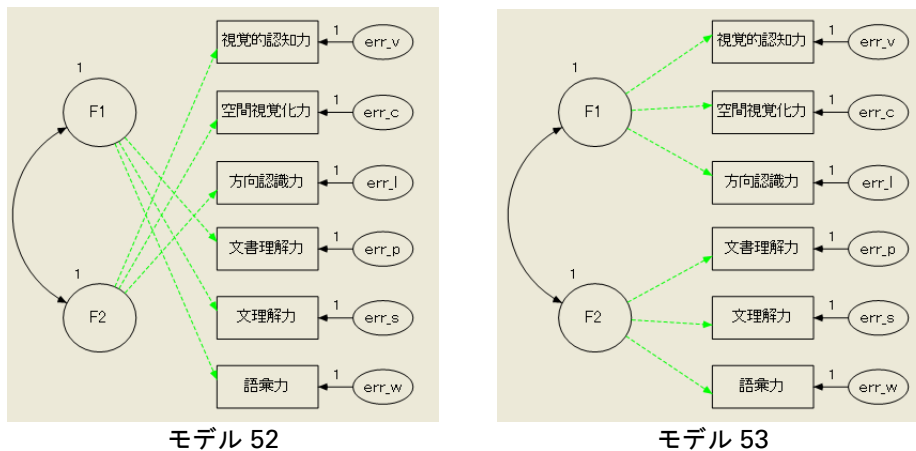 視覚的認知力
1
err_v
1
F1
空間視覚化力
1
err_c
方向認識力
1
err_l
文書理解力
1
err_p
1
F2
文理解力
1
err_s
語彙力
1
err_w
モデル 52
視覚的認知力
1
err_v
1
F1
空間視覚化力
1
err_c
方向認識力
1
err_l
文書理解力
1
err_p
1
F2
文理解力
1
err_s
語彙力
1
err_w
モデル 53